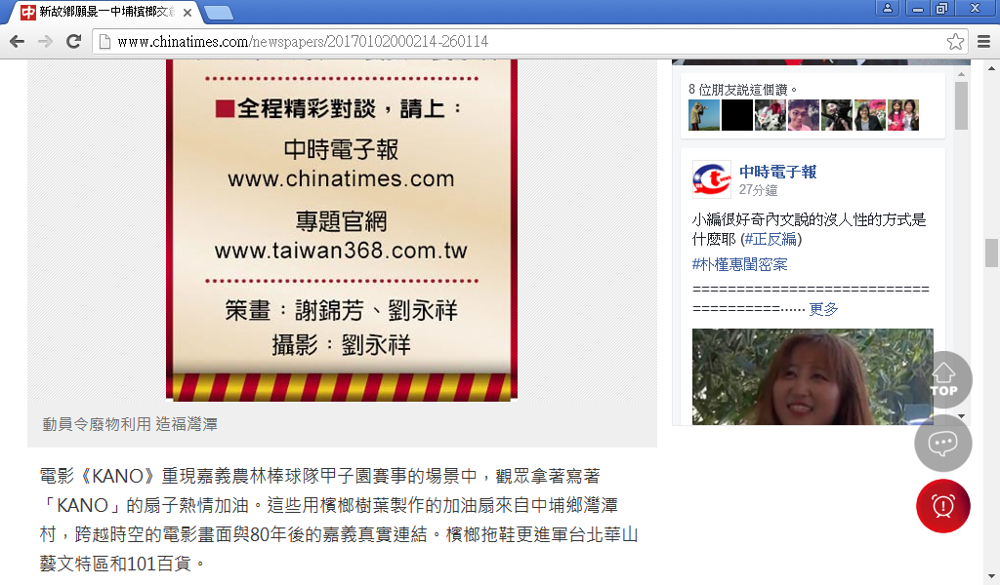 新故鄉願景－中埔檳榔文創
www.chinatimes.com/newspapers/20170102000214-260114
■全程精彩對談，請上：
中時電子報
www.chinatimes.com
專題官網
www.taiwan368.com.tw
策畫：謝錦芳、劉永祥
攝影：劉永祥
動員令廢物利用 造福灣潭
電影《KANO》重現嘉義農林棒球隊甲子園賽事的場景中，觀眾拿著寫著
「KANO」的扇子熱情加油。這些用檳榔樹葉製作的加油扇來自中埔鄉灣潭
村，跨越時空的電影畫面與80年後的嘉義真實連結。檳榔拖鞋更進軍台北華山
藝文特區和101百貨。
8 位朋友說這個讚。
中時電子報
27分鐘
小編很好奇內文說的沒人性的方式是
什麼耶 (#正反編)
#朴槿惠閨密案
===========================
====================······ 更多
TOP